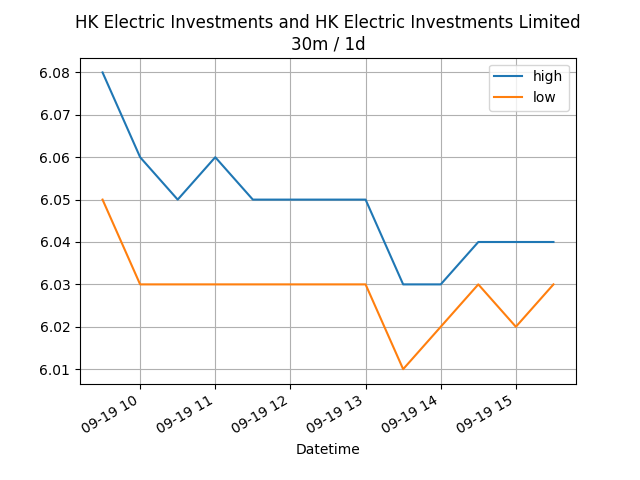 HK Electric Investments and HK Electric Investments Limited
30m / 1d
high
low
6.08
6.07
6.06
6.05
6.04
6.03
6.02
6.01
09-19 10
09-19 11
09-19 12
09-19 13
09-19 14
09-19 15
Datetime